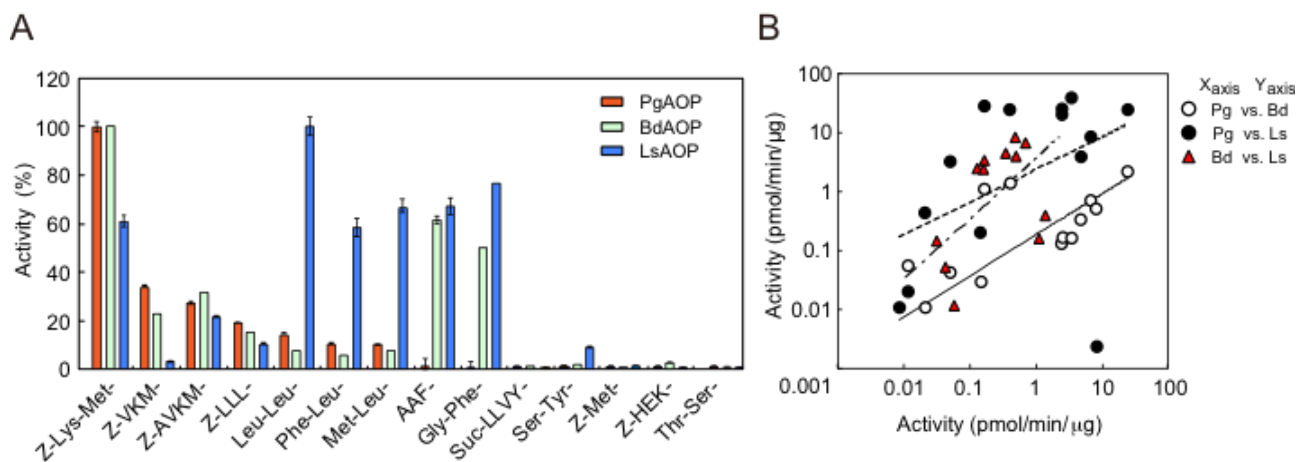 A
120
100
80
60
40
20
0
Activity (%)
PgAOP
BdAOP
LsAOP
Z-Lys-Met-
Z-VKM-
Z-AVKM-
Z-LLL-
Leu-Leu-
Phe-Leu-
Met-Leu-
AAF-
Gly-Phe-
Suc-LLVY-
Ser-Tyr-
Z-Met-
Z-HEK-
Thr-Ser-
B
100
10
1
0.1
0.01
0.001
Activity (pmol/min/μg)
0.01 0.1 1 10 100
Activity (pmol/min/μg)
Xaxis Yaxis
Pg vs. Bd
Pg vs. Ls
Bd vs. Ls